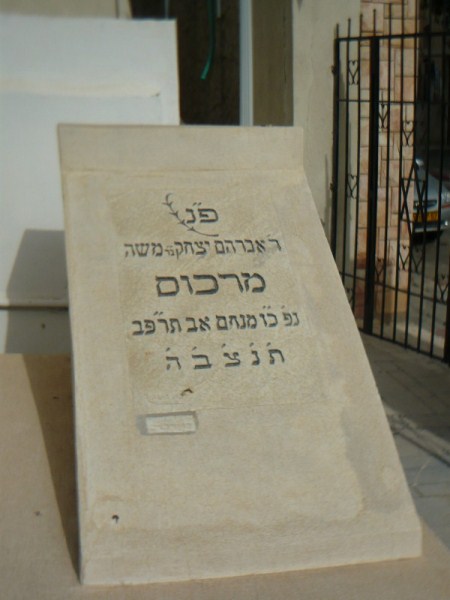 פ״נ
ר׳ אברהם יצחק ב״ר משה
מרכוס
נפ׳ כ״ו מנחם אב תרפ״ב
ת׳ נ׳ צ׳ ב׳ ה׳